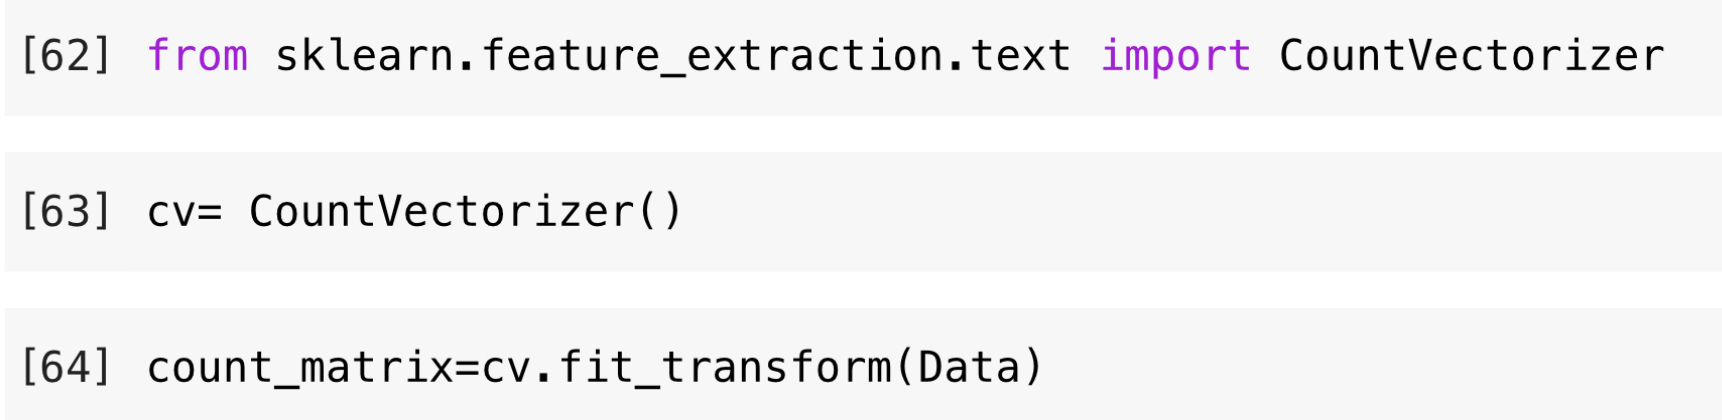 [62] from sklearn.feature_extraction.text import CountVectorizer
[63] cv= CountVectorizer()
[64] count_matrix=cv.fit_transform(Data)